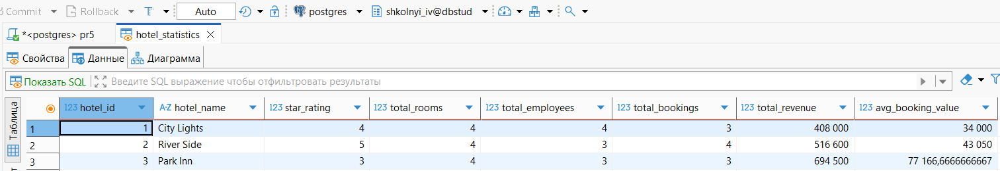 Commit Rollback T Auto postgres shkolnyi_iv@dbstud
*<postgres> pr5 hotel_statistics
Свойства Данные Диаграмма
Показать SQL Введите SQL выражение чтобы отфильтровать результаты
Таблица
123 hotel_id A-Z hotel_name 123 star_rating 123 total_rooms 123 total_employees 123 total_bookings 123 total_revenue 123 avg_booking_value
1 1 City Lights 4 4 4 3 408 000 34 000
2 2 River Side 5 4 3 4 516 600 43 050
3 3 Park Inn 3 4 3 3 694 500 77 166,6666666667